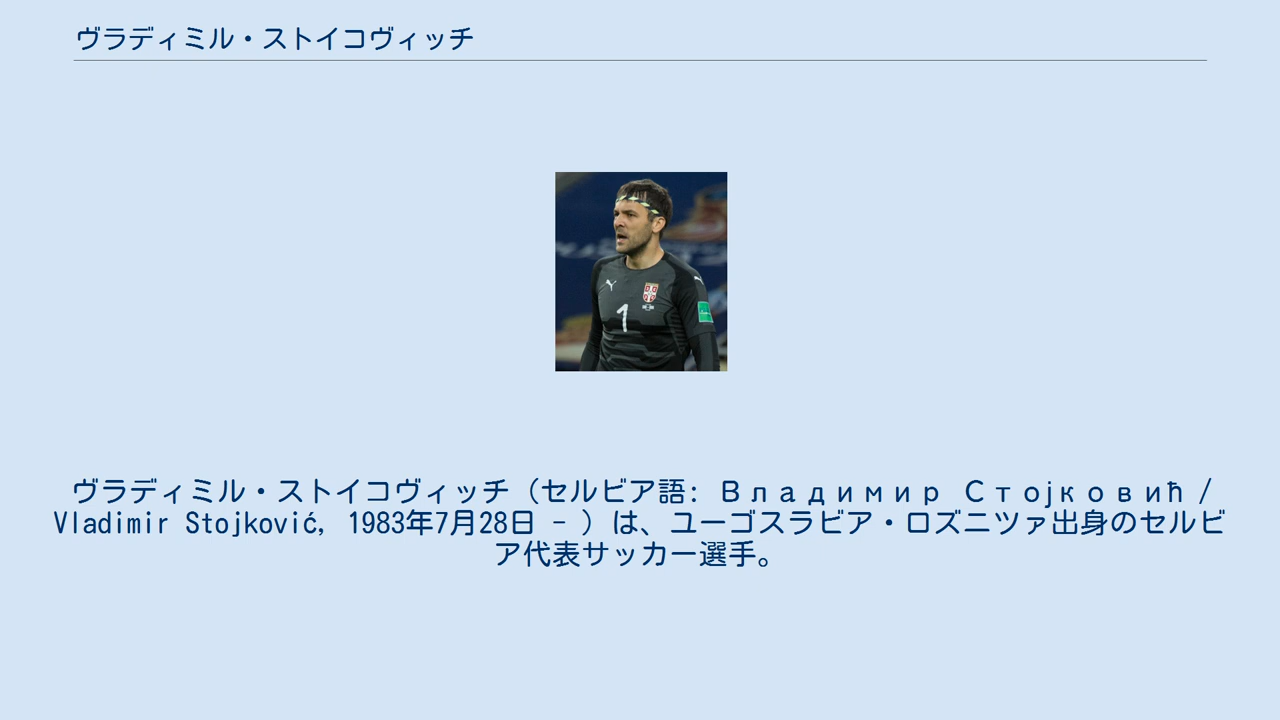 ヴラディミル・ストイコヴィッチ
1
ヴラディミル・ストイコヴィッチ（セルビア語: Владимир Стојковић /
Vladimir Stojković, 1983年7月28日 - ）は、ユーゴスラビア・ロズニツァ出身のセルビ
ア代表サッカー選手。